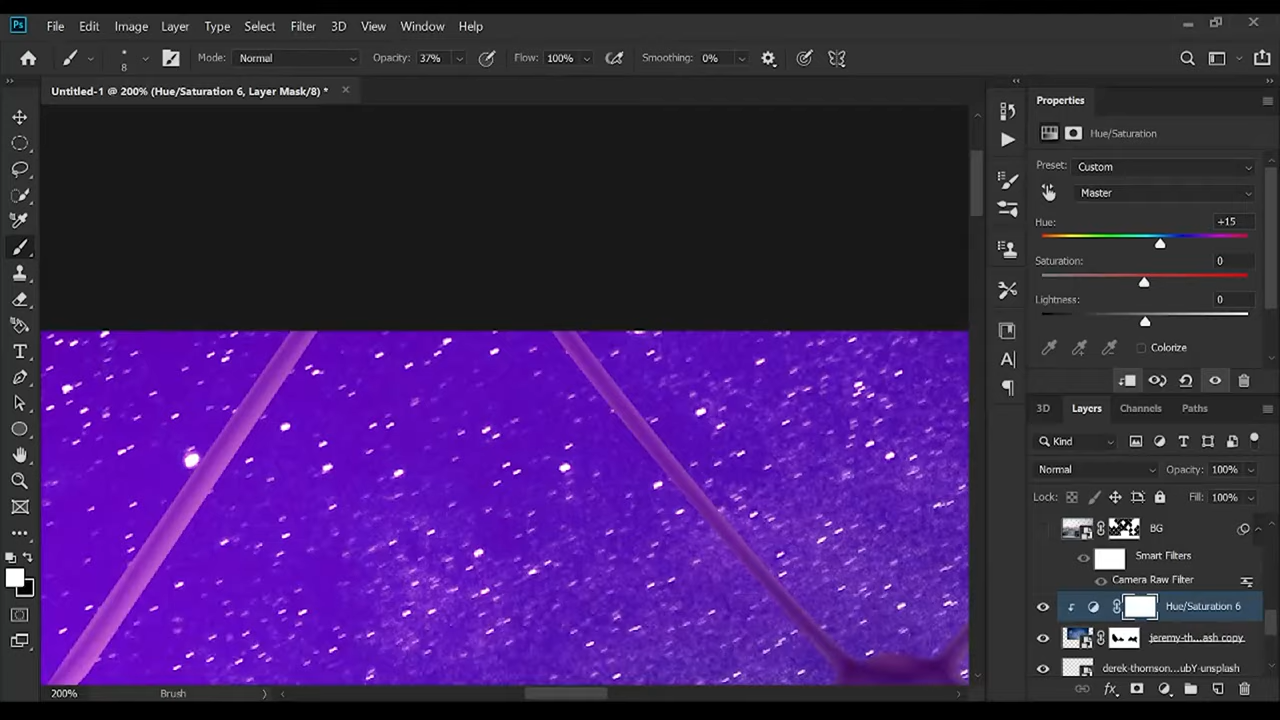 Ps File Edit Image Layer Type Select Filter 3D View Window Help
8 Mode: Normal Opacity: 37% Flow: 100% Smoothing: 0%
Untitled-1 @ 200% (Hue/Saturation 6, Layer Mask/8) *
Properties
Hue/Saturation
Preset: Custom
Master
Hue: +15
Saturation: 0
Lightness: 0
Colorize
3D Layers Channels Paths
Kind
Normal Opacity: 100%
Lock: Fill: 100%
BG
Smart Filters
Camera Raw Filter
Hue/Saturation 6
jeremy-th...ash copy
derek-thomson...ubY-unsplash
200% Brush